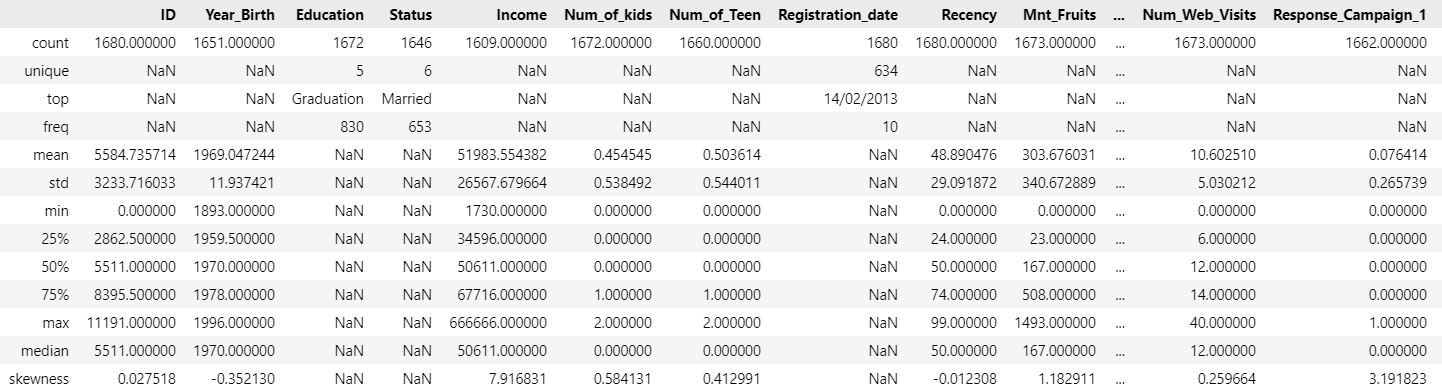 ID Year_Birth Education Status Income Num_of_kids Num_of_Teen Registration_date Recency Mnt_Fruits ... Num_Web_Visits Response_Campaign_1
count 1680.000000 1651.000000 1672 1646 1609.000000 1672.000000 1660.000000 1680 1680.000000 1673.000000 ... 1673.000000 1662.000000
unique NaN NaN 5 6 NaN NaN NaN 634 NaN NaN ... NaN NaN
top NaN NaN Graduation Married NaN NaN NaN 14/02/2013 NaN NaN ... NaN NaN
freq NaN NaN 830 653 NaN NaN NaN 10 NaN NaN ... NaN NaN
mean 5584.735714 1969.047244 NaN NaN 51983.554382 0.454545 0.503614 NaN 48.890476 303.676031 ... 10.602510 0.076414
std 3233.716033 11.937421 NaN NaN 26567.679664 0.538492 0.544011 NaN 29.091872 340.672889 ... 5.030212 0.265739
min 0.000000 1893.000000 NaN NaN 1730.000000 0.000000 0.000000 NaN 0.000000 0.000000 ... 0.000000 0.000000
25% 2862.500000 1959.500000 NaN NaN 34596.000000 0.000000 0.000000 NaN 24.000000 23.000000 ... 6.000000 0.000000
50% 5511.000000 1970.000000 NaN NaN 50611.000000 0.000000 0.000000 NaN 50.000000 167.000000 ... 12.000000 0.000000
75% 8395.500000 1978.000000 NaN NaN 67716.000000 1.000000 1.000000 NaN 74.000000 508.000000 ... 14.000000 0.000000
max 11191.000000 1996.000000 NaN NaN 666666.000000 2.000000 2.000000 NaN 99.000000 1493.000000 ... 40.000000 1.000000
median 5511.000000 1970.000000 NaN NaN 50611.000000 0.000000 0.000000 NaN 50.000000 167.000000 ... 12.000000 0.000000
skewness 0.027518 -0.352130 NaN NaN 7.916831 0.584131 0.412991 NaN -0.012308 1.182911 ... 0.259664 3.191823